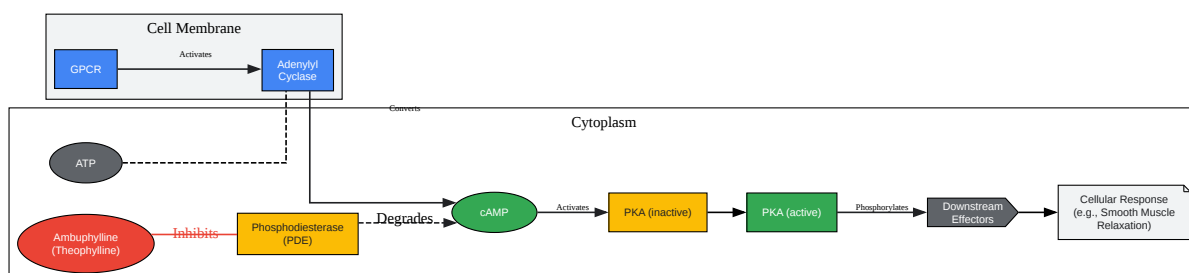 Cell Membrane
GPCR
Activates
Adenylyl
Cyclase
Converts
Cytoplasm
ATP
Ambuphylline
(Theophylline)
Inhibits
Phosphodiesterase
(PDE)
Degrades
cAMP
Activates
PKA (inactive)
PKA (active)
Phosphorylates
Downstream
Effectors
Cellular Response
(e.g., Smooth Muscle
Relaxation)